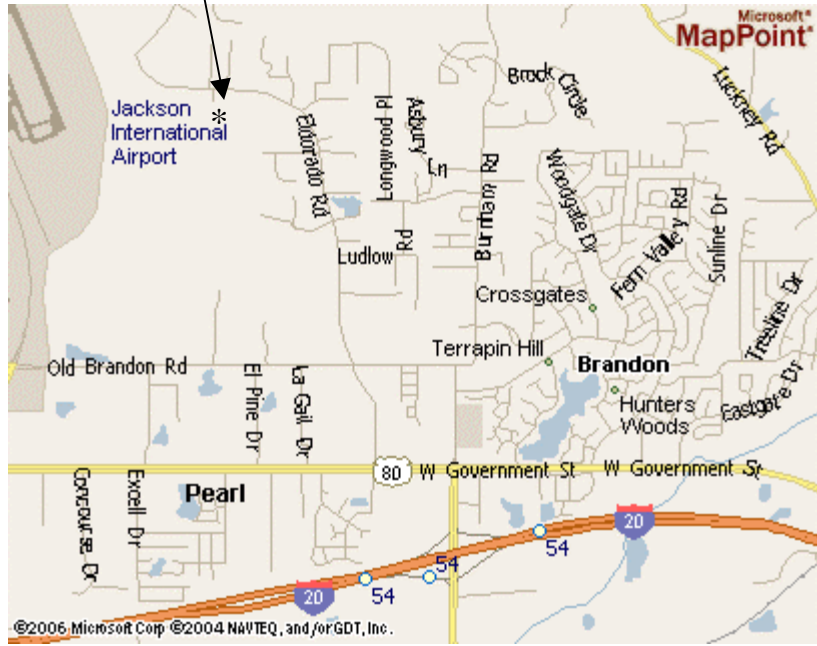 Microsoft®
MapPoint®
Brock Circle
Luckney Rd
Jackson
International
Airport
*
Eldorado Rd
Longwood Pl
Asbury Ln
Burnham Rd
Woodgate Dr
Fern Valley Rd
Sunline Dr
Ludlow Rd
Crossgates
Treeline Dr
Terrapin Hill
Brandon
Old Brandon Rd
El Pine Dr
La Gail Dr
Hunters
Woods
Eastgate Dr
80
W Government St
W Government St
Concourse Dr
Excell Dr
Pearl
20
54
54
54
20
©2006 Microsoft Corp ©2004 NAVTEQ, and/or GDT, Inc.